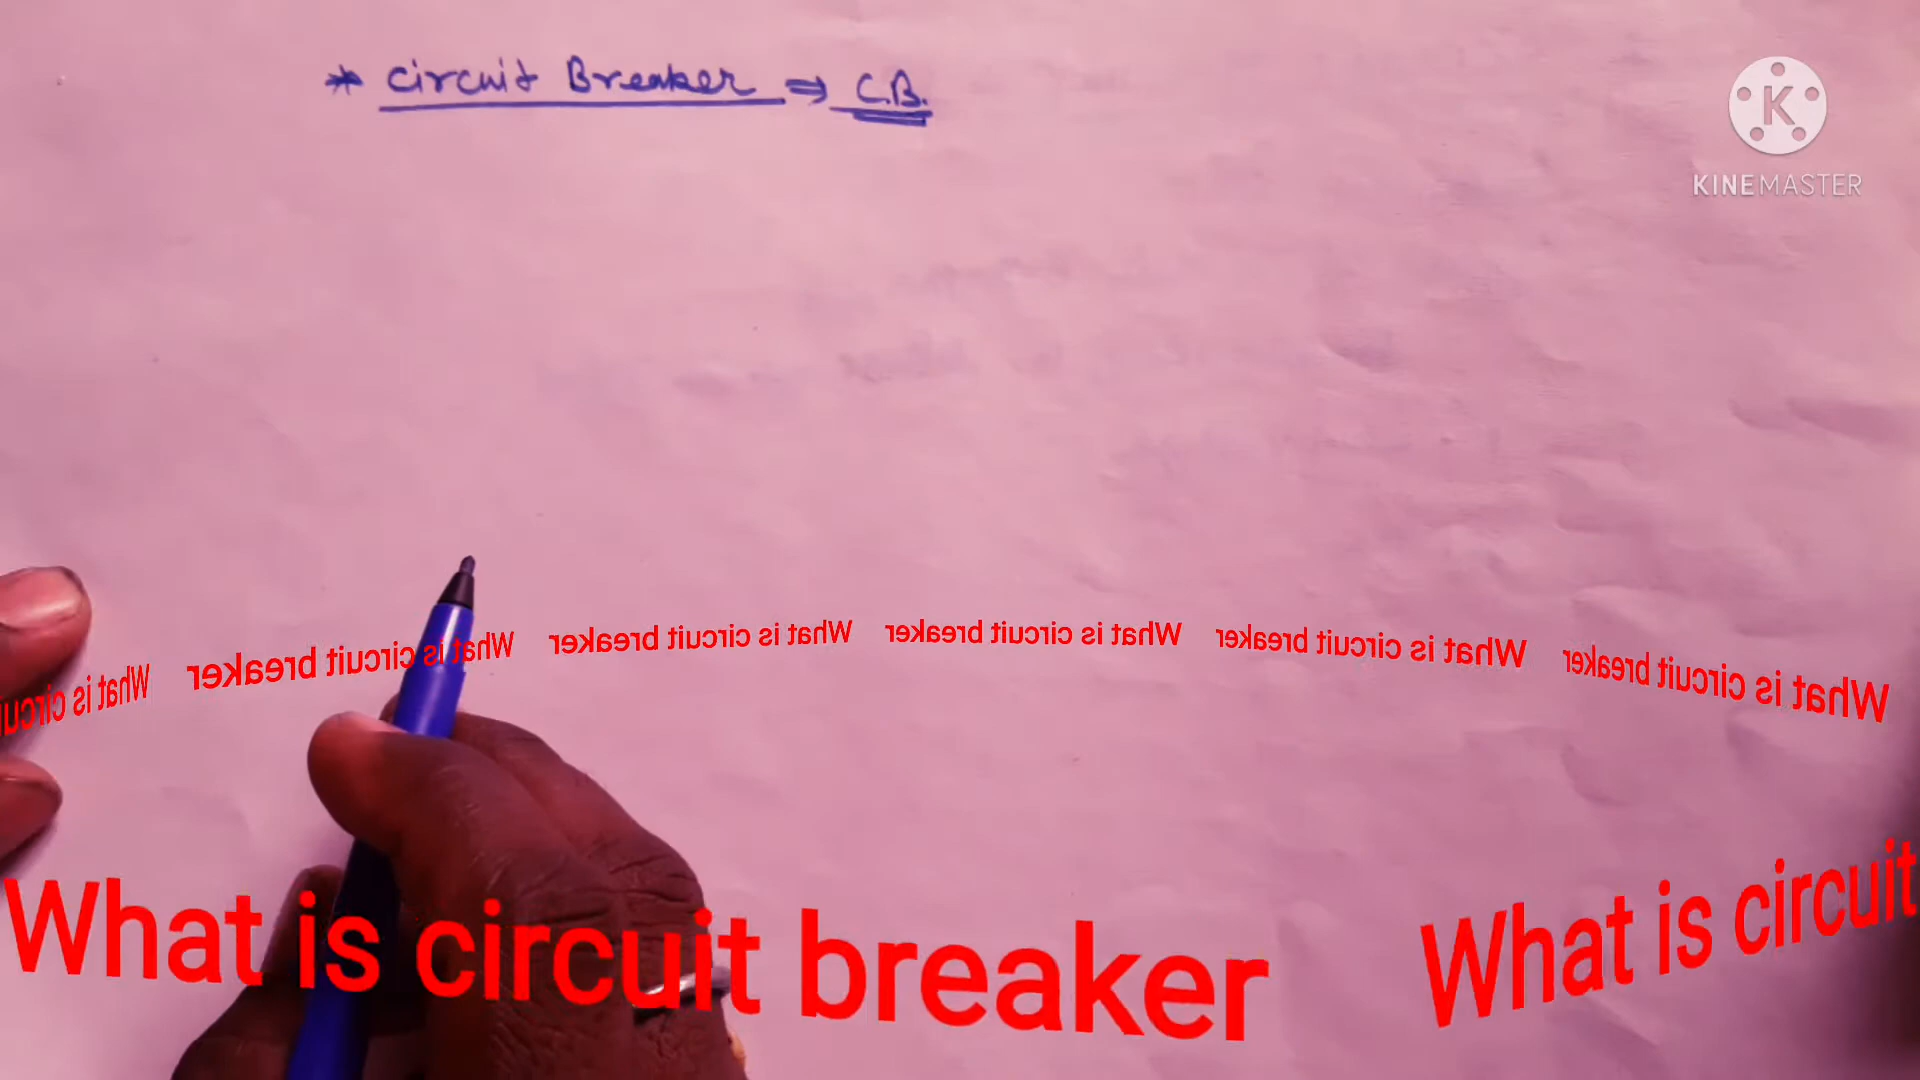 * Circuit Breaker ⇒ C.B.
K
KINEMASTER
What is circuit breaker What is circuit breaker What is circuit breaker What is circuit breaker What is circuit breaker
What is circuit breaker What is circuit